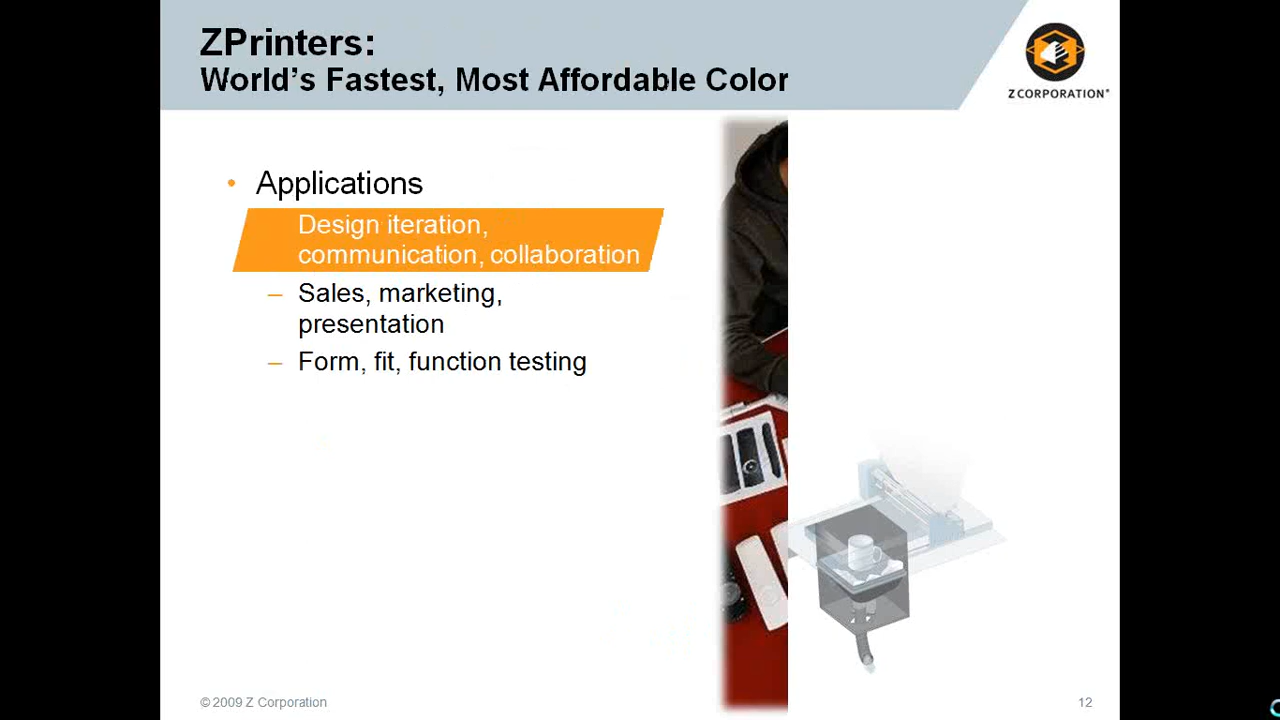 ZPrinters:
World's Fastest, Most Affordable Color
Z CORPORATION®
• Applications
Design iteration,
communication, collaboration
– Sales, marketing,
presentation
– Form, fit, function testing
© 2009 Z Corporation
12